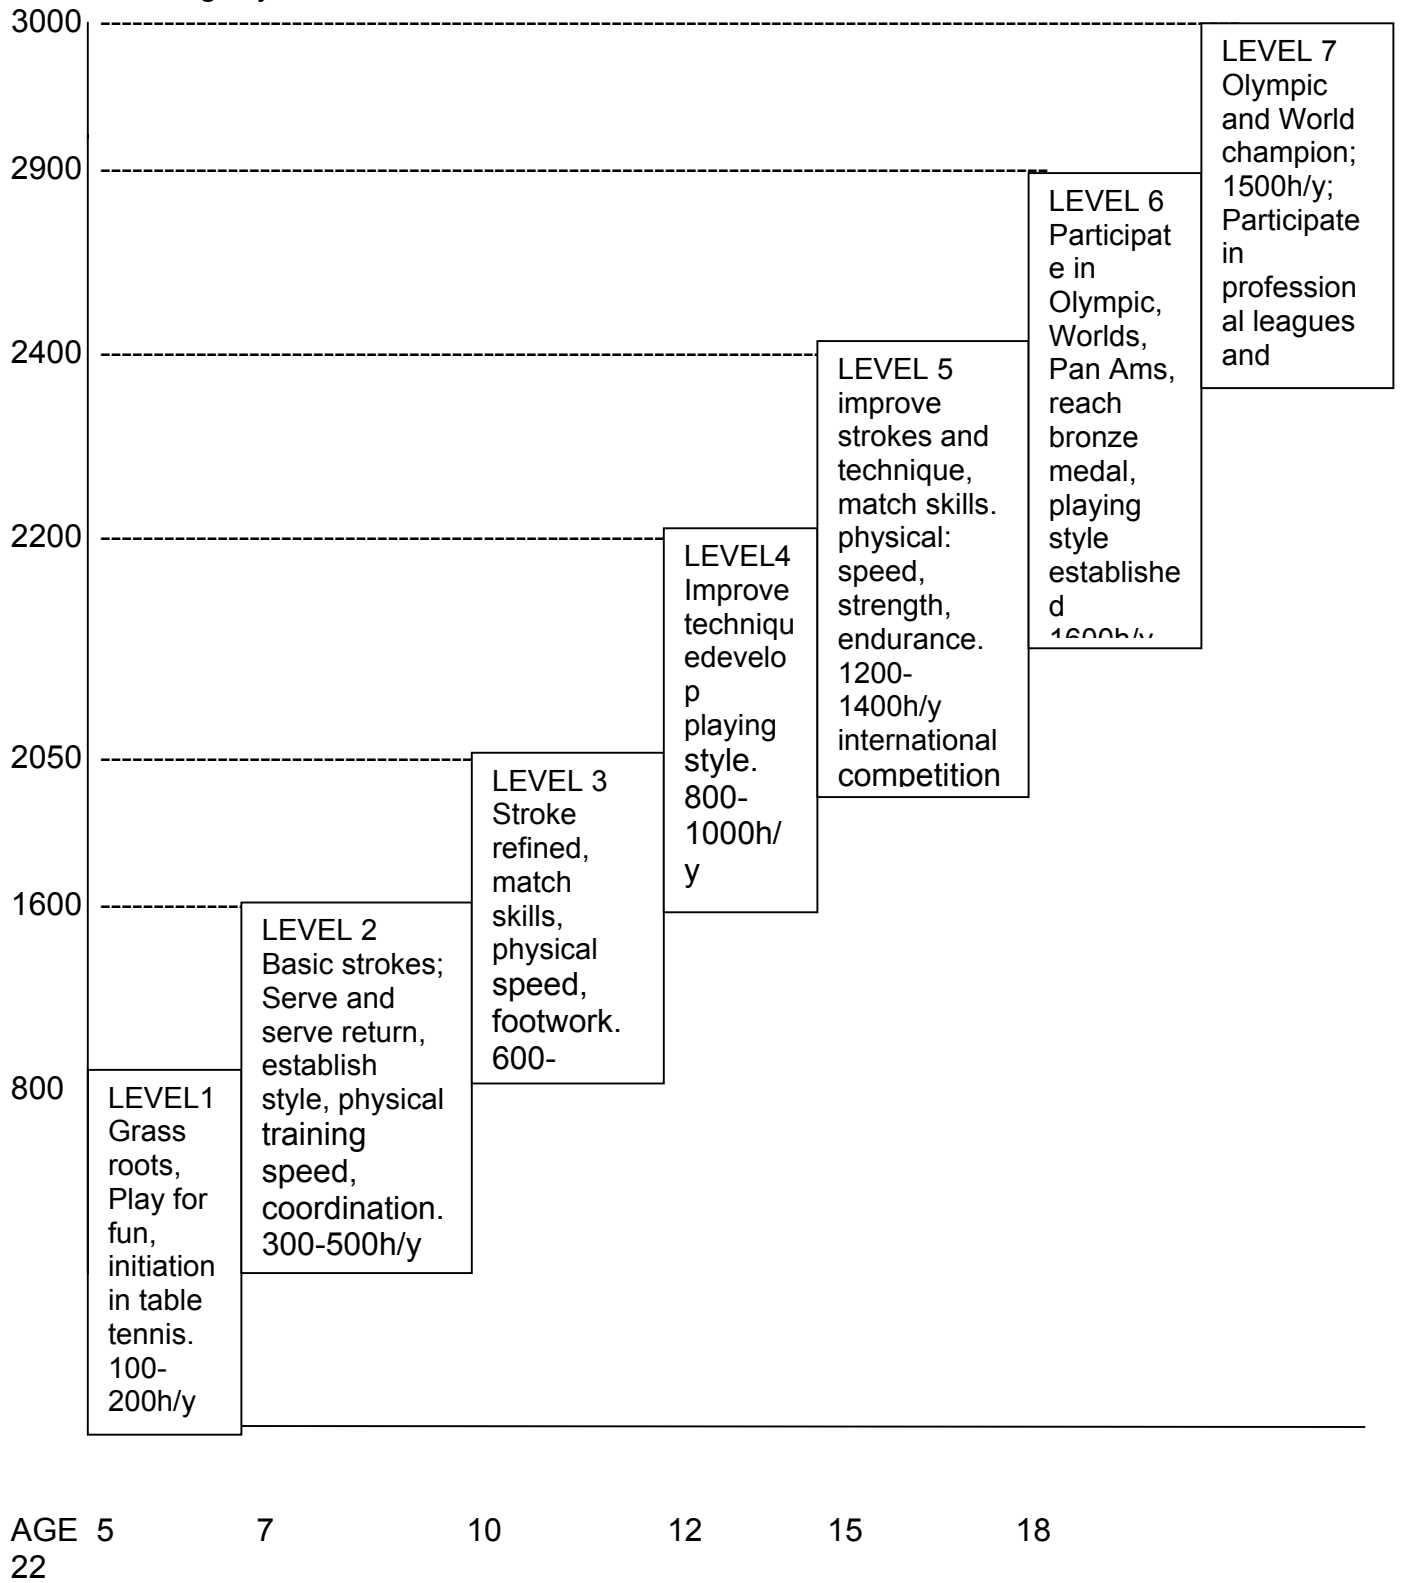 3000
LEVEL 7
Olympic
and World
champion;
1500h/y;
Participate
in
profession
al leagues
and
2900
LEVEL 6
Participat
e in
Olympic,
Worlds,
Pan Ams,
reach
bronze
medal,
playing
style
establishe
d
1600h/y
2400
LEVEL 5
improve
strokes and
technique,
match skills.
physical:
speed,
strength,
endurance.
1200-
1400h/y
international
competition
2200
LEVEL4
Improve
techniqu
edevelo
p
playing
style.
800-
1000h/
y
2050
LEVEL 3
Stroke
refined,
match
skills,
physical
speed,
footwork.
600-
1600
LEVEL 2
Basic strokes;
Serve and
serve return,
establish
style, physical
training
speed,
coordination.
300-500h/y
800
LEVEL1
Grass
roots,
Play for
fun,
initiation
in table
tennis.
100-
200h/y
AGE 5 7 10 12 15 18
22